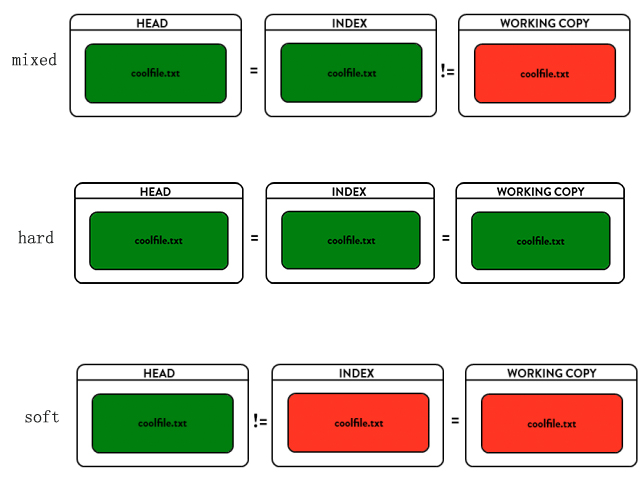 HEAD INDEX WORKING COPY
mixed coolfile.txt = coolfile.txt != coolfile.txt
HEAD INDEX WORKING COPY
hard coolfile.txt = coolfile.txt = coolfile.txt
HEAD INDEX WORKING COPY
soft coolfile.txt != coolfile.txt = coolfile.txt